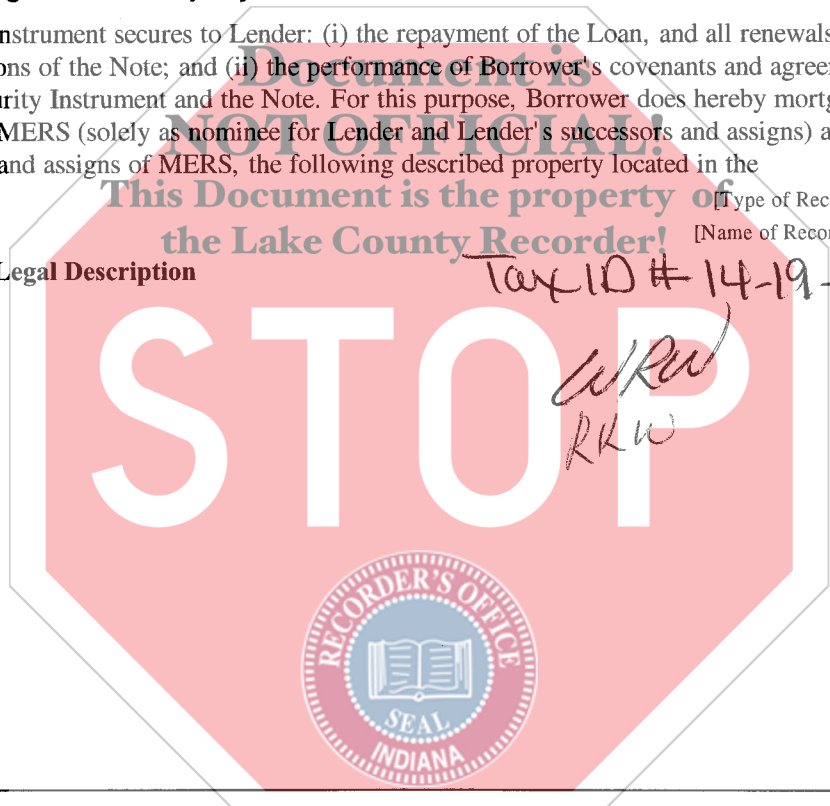 nstrument secures to Lender: (i) the repayment of the Loan, and all renewals
ons of the Note; and (ii) the performance of Borrower's covenants and agree
urity Instrument and the Note. For this purpose, Borrower does hereby mortg
MERS (solely as nominee for Lender and Lender's successors and assigns) a
and assigns of MERS, the following described property located in the
[Type of Rec
[Name of Recor
Legal Description
Tax ID # 14-19-
WRW
RKW
Document is
NOT OFFICIAL!
This Document is the property of
the Lake County Recorder!
STOP
RECORDER'S OFFICE
SEAL
INDIANA